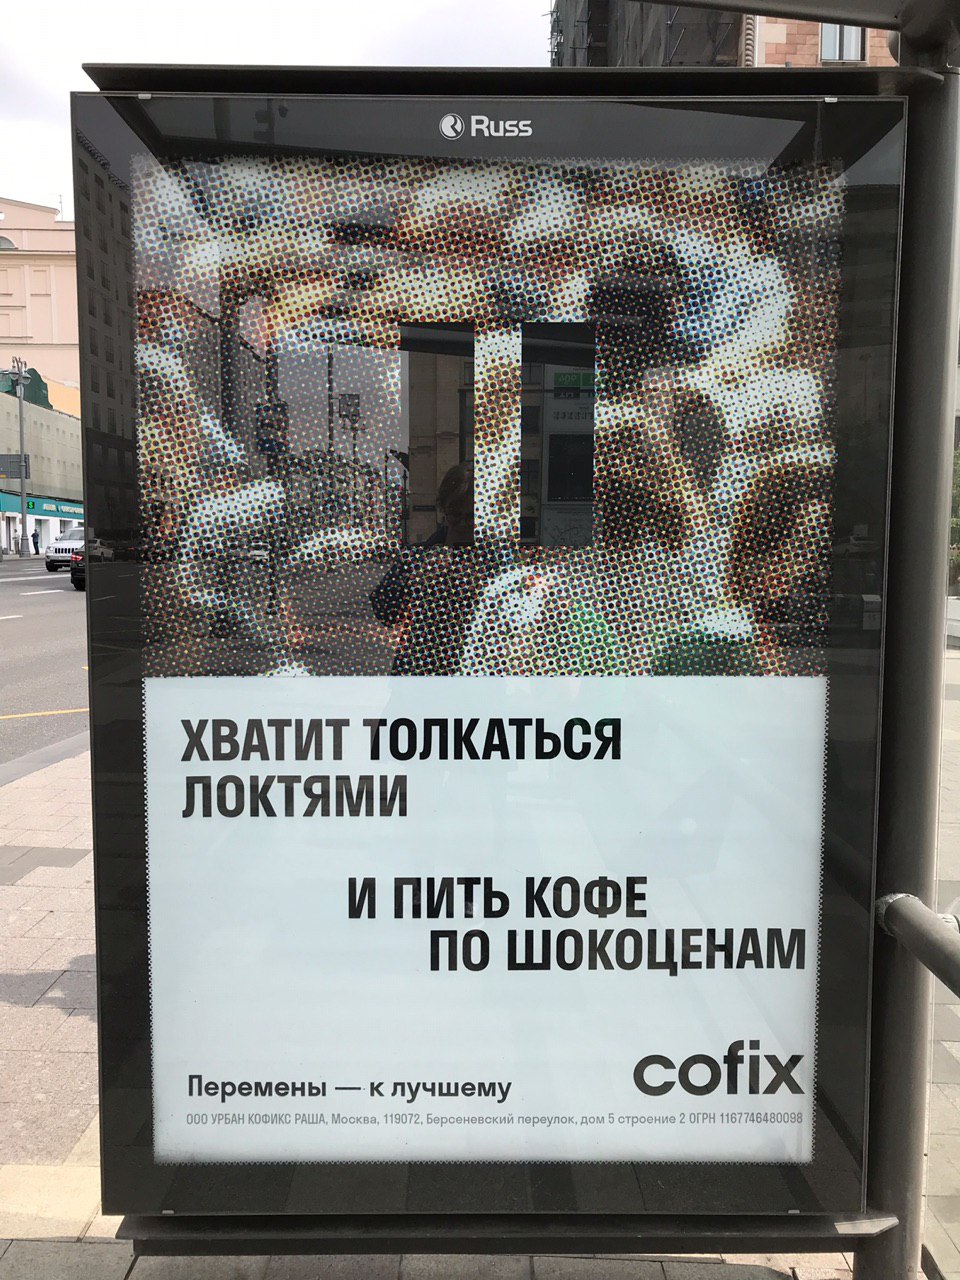 Russ
ХВАТИТ ТОЛКАТЬСЯ
ЛОКТЯМИ
И ПИТЬ КОФЕ
ПО ШОКОЦЕНАМ
cofix
Перемены — к лучшему
ООО УРБАН КОФИКС РАША, Москва, 119072, Берсеневский переулок, дом 5 строение 2 ОГРН 1167746480098